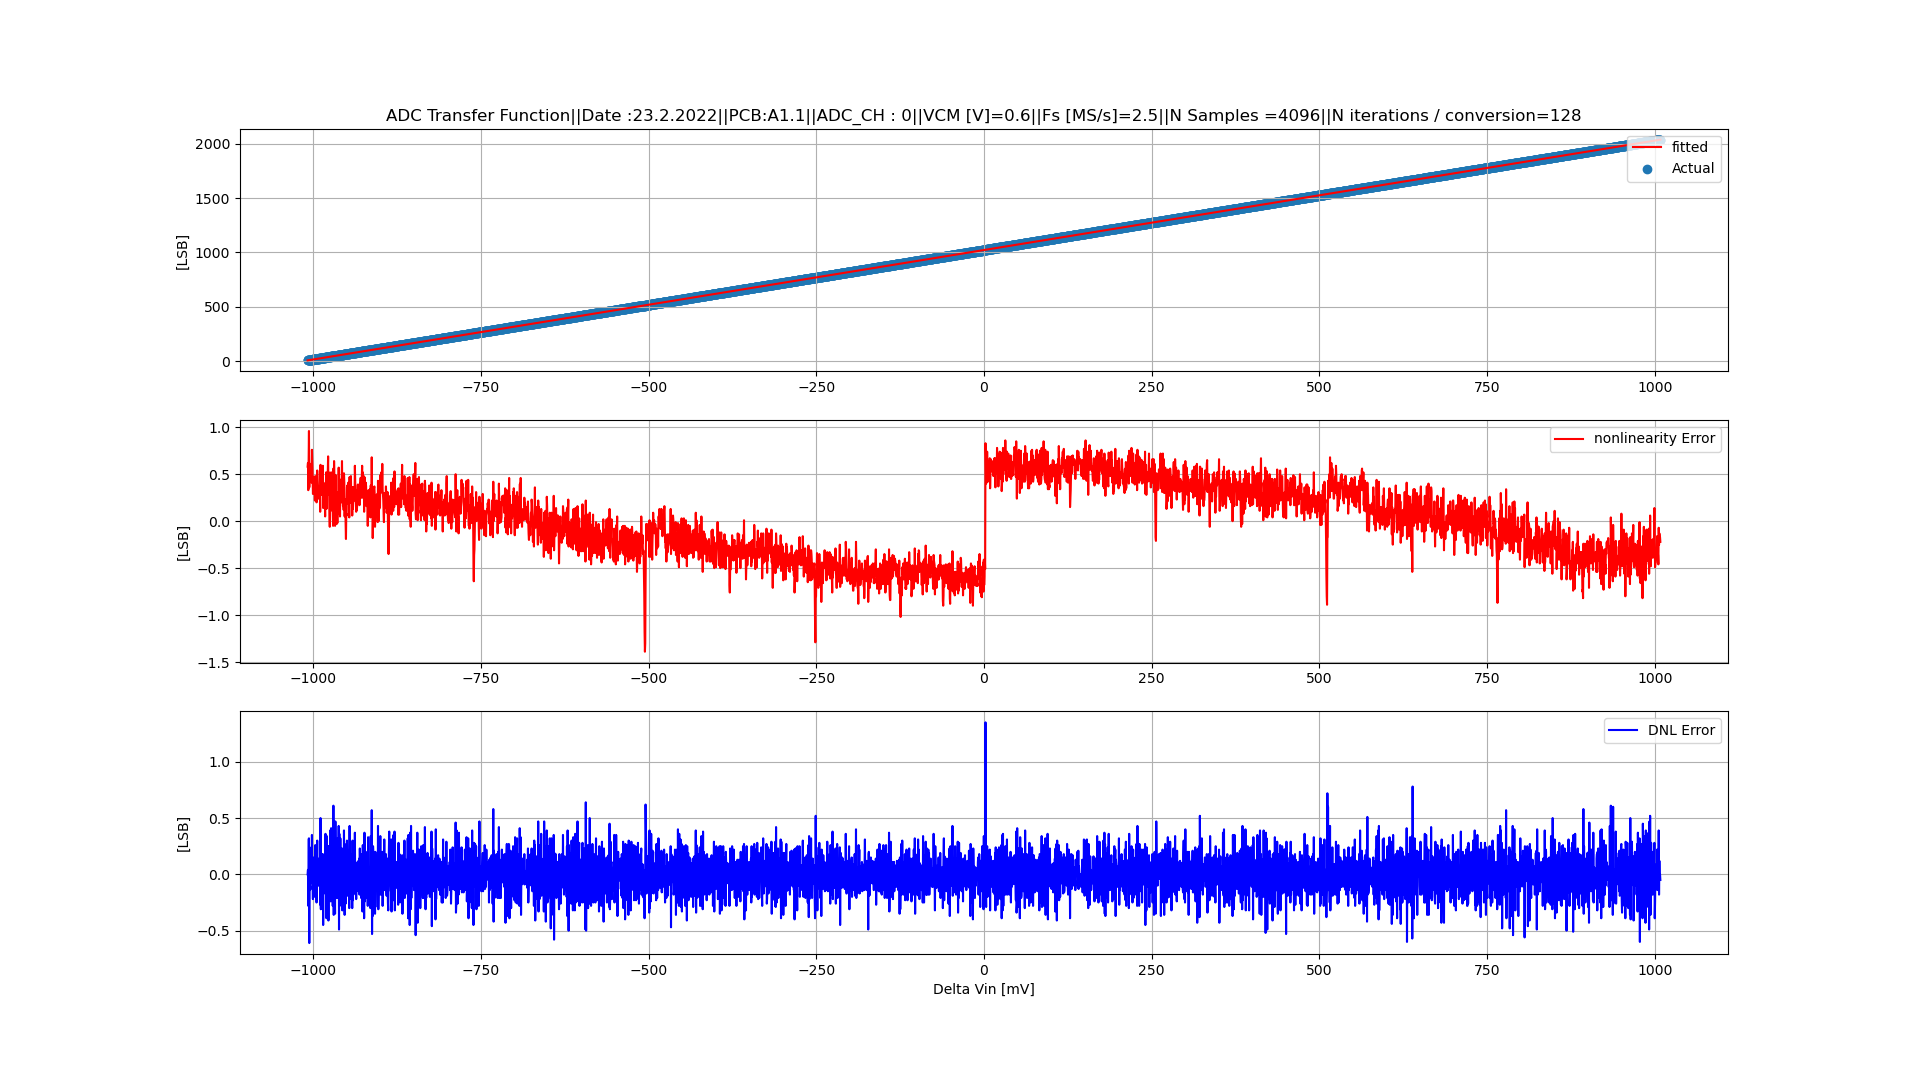 ADC Transfer Function||Date :23.2.2022||PCB:A1.1||ADC_CH : 0||VCM [V]=0.6||Fs [MS/s]=2.5||N Samples =4096||N iterations / conversion=128
[LSB]
2000
1500
1000
500
0
fitted
Actual
−1000 −750 −500 −250 0 250 500 750 1000
[LSB]
1.0
0.5
0.0
−0.5
−1.0
−1.5
nonlinearity Error
−1000 −750 −500 −250 0 250 500 750 1000
[LSB]
1.0
0.5
0.0
−0.5
DNL Error
−1000 −750 −500 −250 0 250 500 750 1000
Delta Vin [mV]